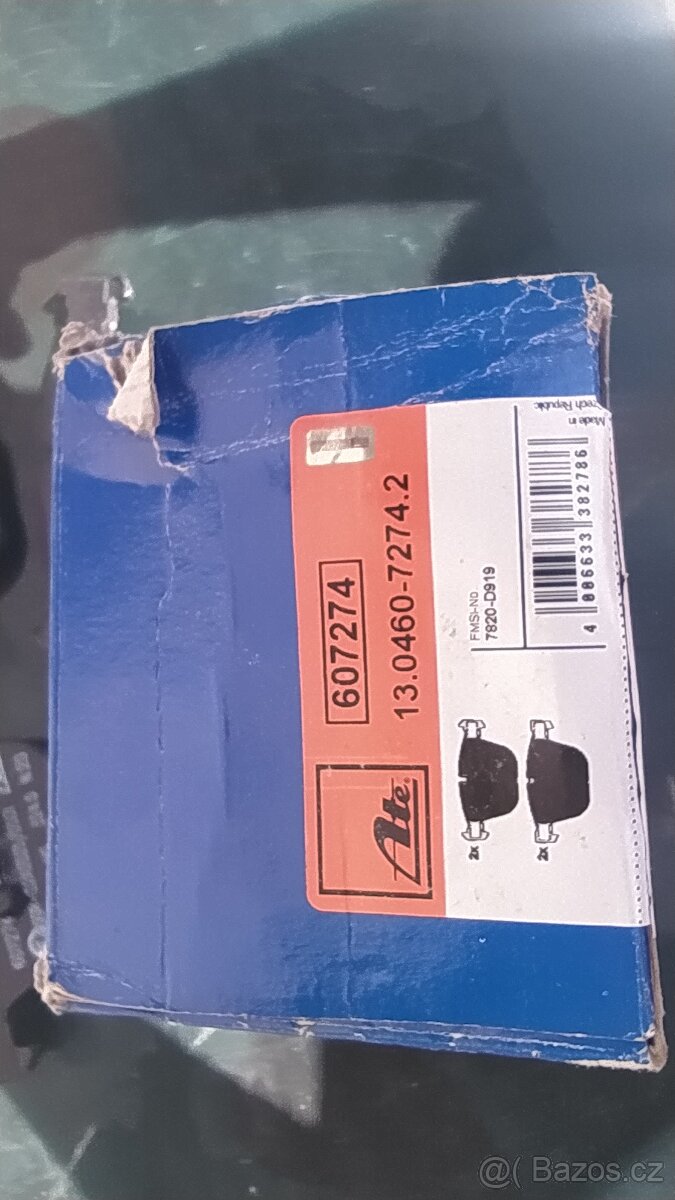 Ate®
607274
13.0460-7274.2
2x
2x
FMSI-No.
7820-D919
4 006633 382786
Made in
Czech Republic
@( Bazos.cz